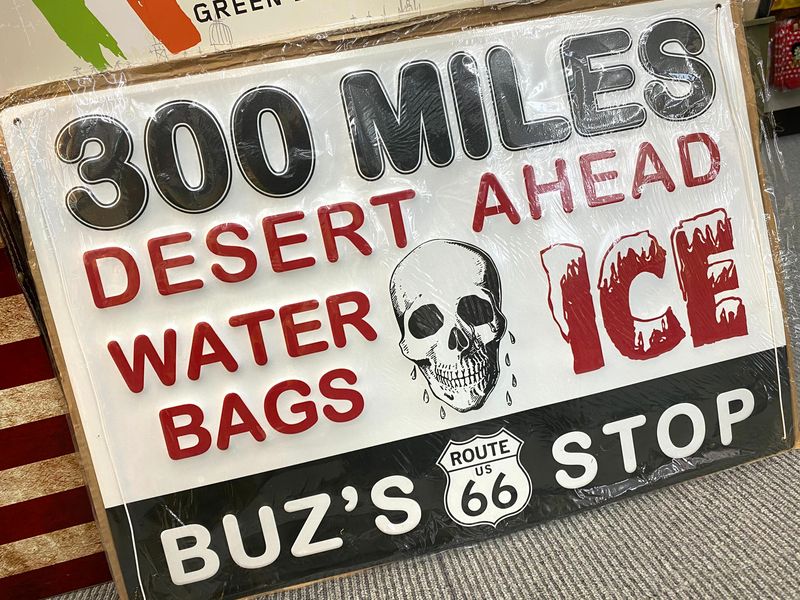 GREEN
300 MILES
DESERT AHEAD
WATER
BAGS
ICE
BUZ'S ROUTE US 66 STOP